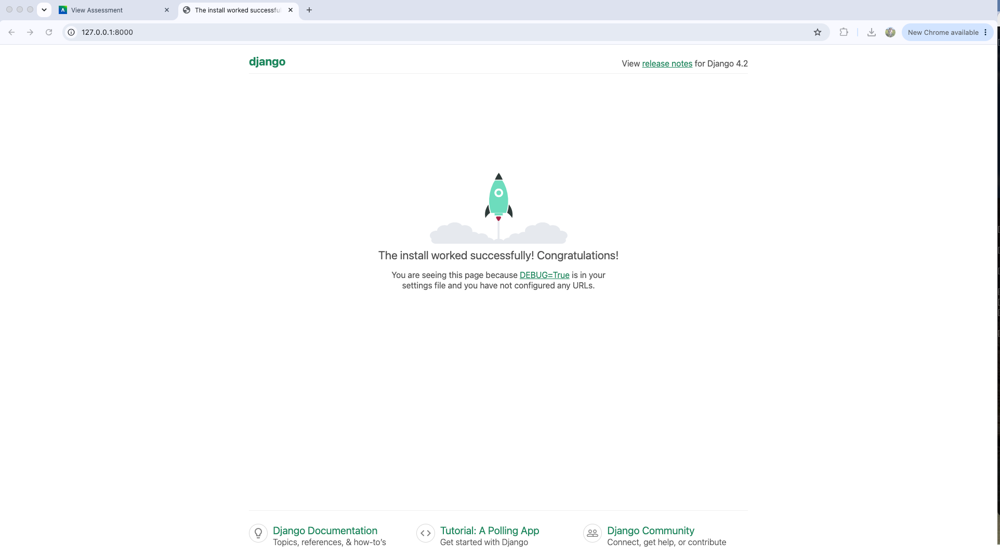 View Assessment
The install worked successfu
127.0.0.1:8000
New Chrome available
django
View release notes for Django 4.2
The install worked successfully! Congratulations!
You are seeing this page because DEBUG=True is in your
settings file and you have not configured any URLs.
Django Documentation
Topics, references, & how-to’s
Tutorial: A Polling App
Get started with Django
Django Community
Connect, get help, or contribute